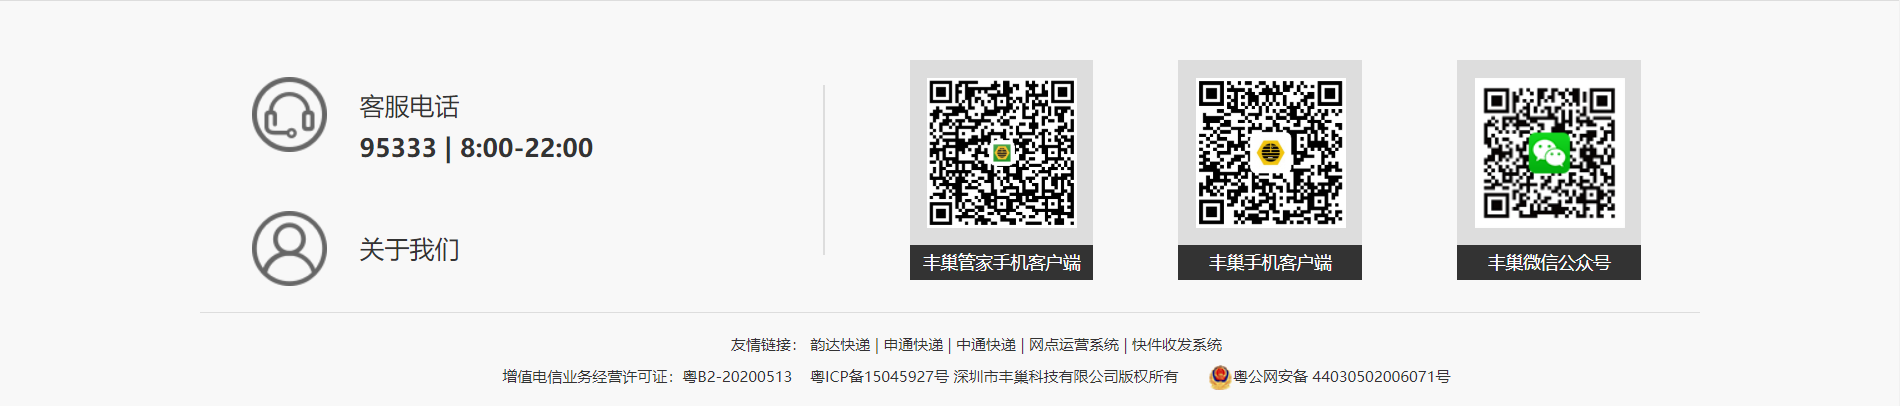 客服电话
95333 | 8:00-22:00
关于我们
丰巢管家手机客户端
丰巢手机客户端
丰巢微信公众号
友情链接： 韵达快递 | 申通快递 | 中通快递 | 网点运营系统 | 快件收发系统
增值电信业务经营许可证：粤B2-20200513 粤ICP备15045927号 深圳市丰巢科技有限公司版权所有 粤公网安备 44030502006071号